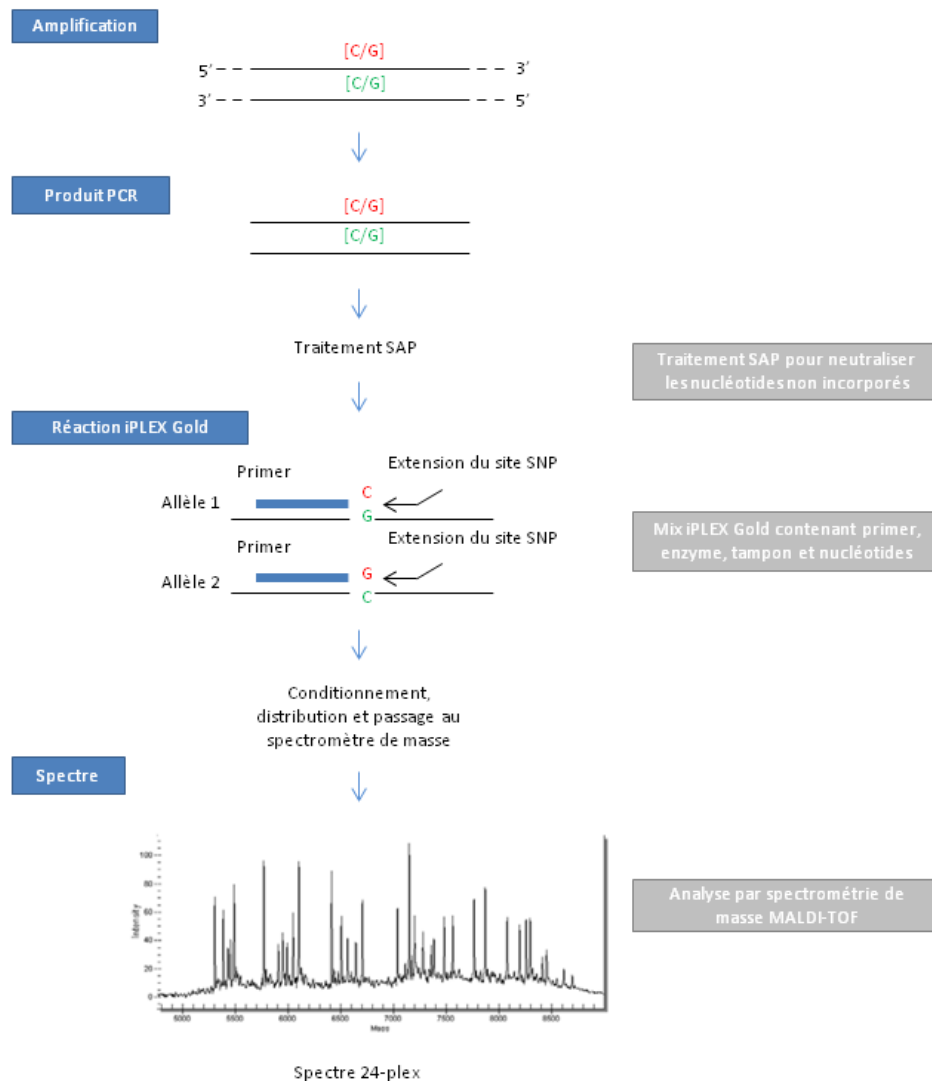 Amplification
[C/G]
5’ 3’
[C/G]
3’ 5’
Produit PCR
[C/G]
[C/G]
Traitement SAP
Traitement SAP pour neutraliser
les nucléotides non incorporés
Réaction iPLEX Gold
Primer Extension du site SNP
Allèle 1 C
G
Primer Extension du site SNP
Allèle 2 G
C
Mix iPLEX Gold contenant primer,
enzyme, tampon et nucléotides
Conditionnement,
distribution et passage au
spectromètre de masse
Spectre
100
80
60
40
20
0
Intensity
5000 5500 6000 6500 7000 7500 8000 8500
Mass
Analyse par spectrométrie de
masse MALDI-TOF
Spectre 24-plex